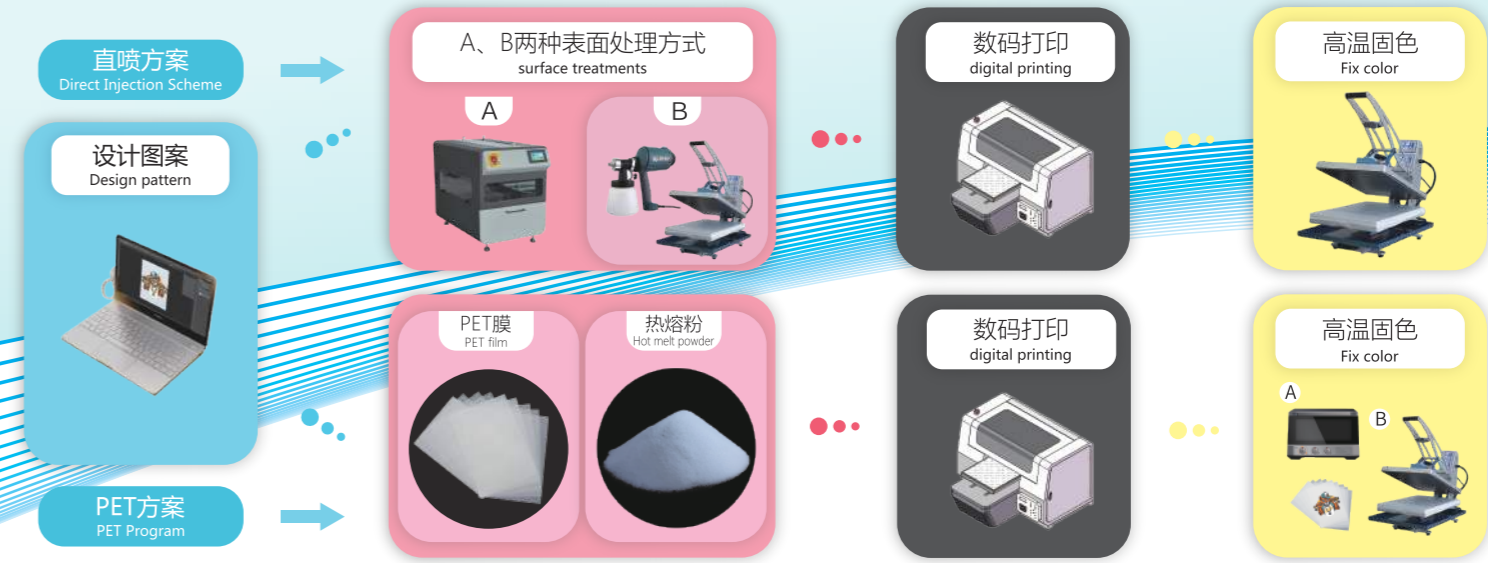 直喷方案
Direct Injection Scheme
设计图案
Design pattern
PET方案
PET Program
A、B两种表面处理方式
surface treatments
A
B
数码打印
digital printing
高温固色
Fix color
PET膜
PET film
热熔粉
Hot melt powder
数码打印
digital printing
高温固色
Fix color
A
B